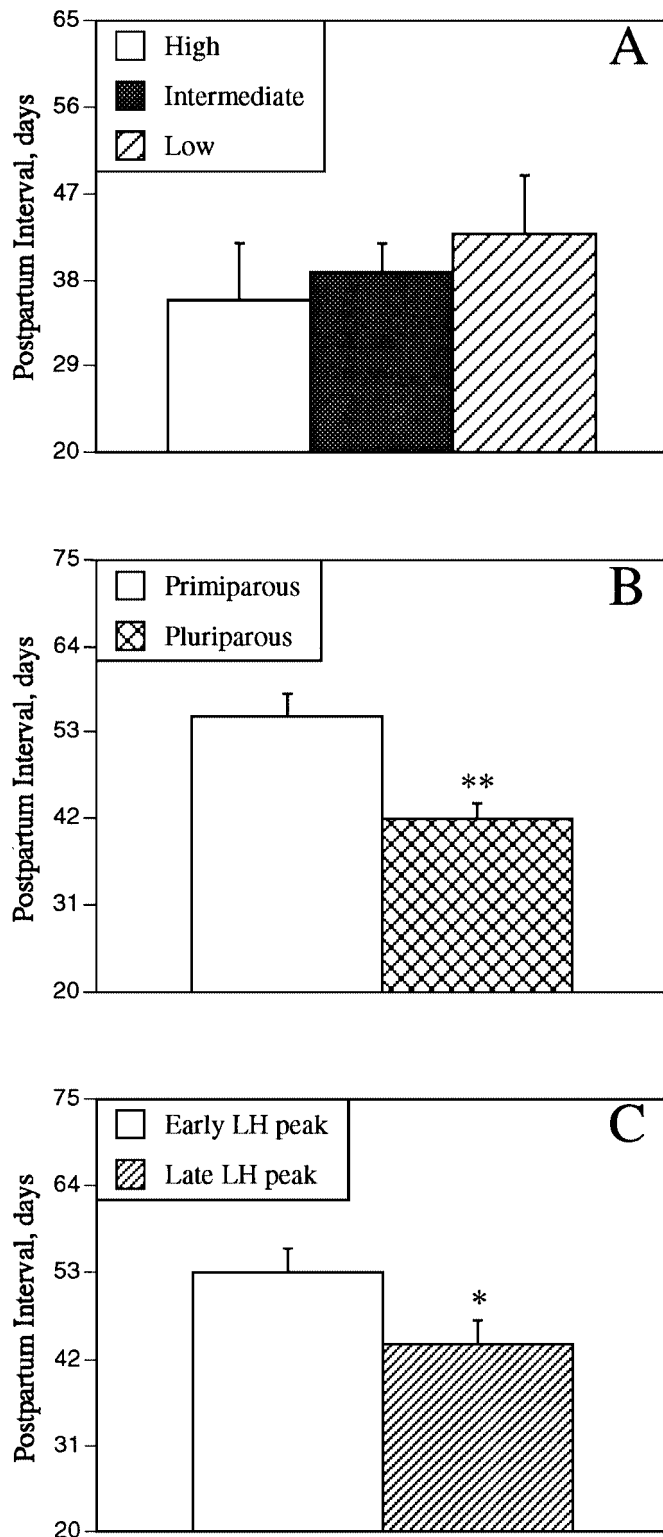 A
High
Intermediate
Low
65
56
47
38
29
20
Postpartum Interval, days
B
Primiparous
Pluriparous
75
64
53
42
31
20
Postpartum Interval, days
**
C
Early LH peak
Late LH peak
75
64
53
42
31
20
Postpartum Interval, days
*